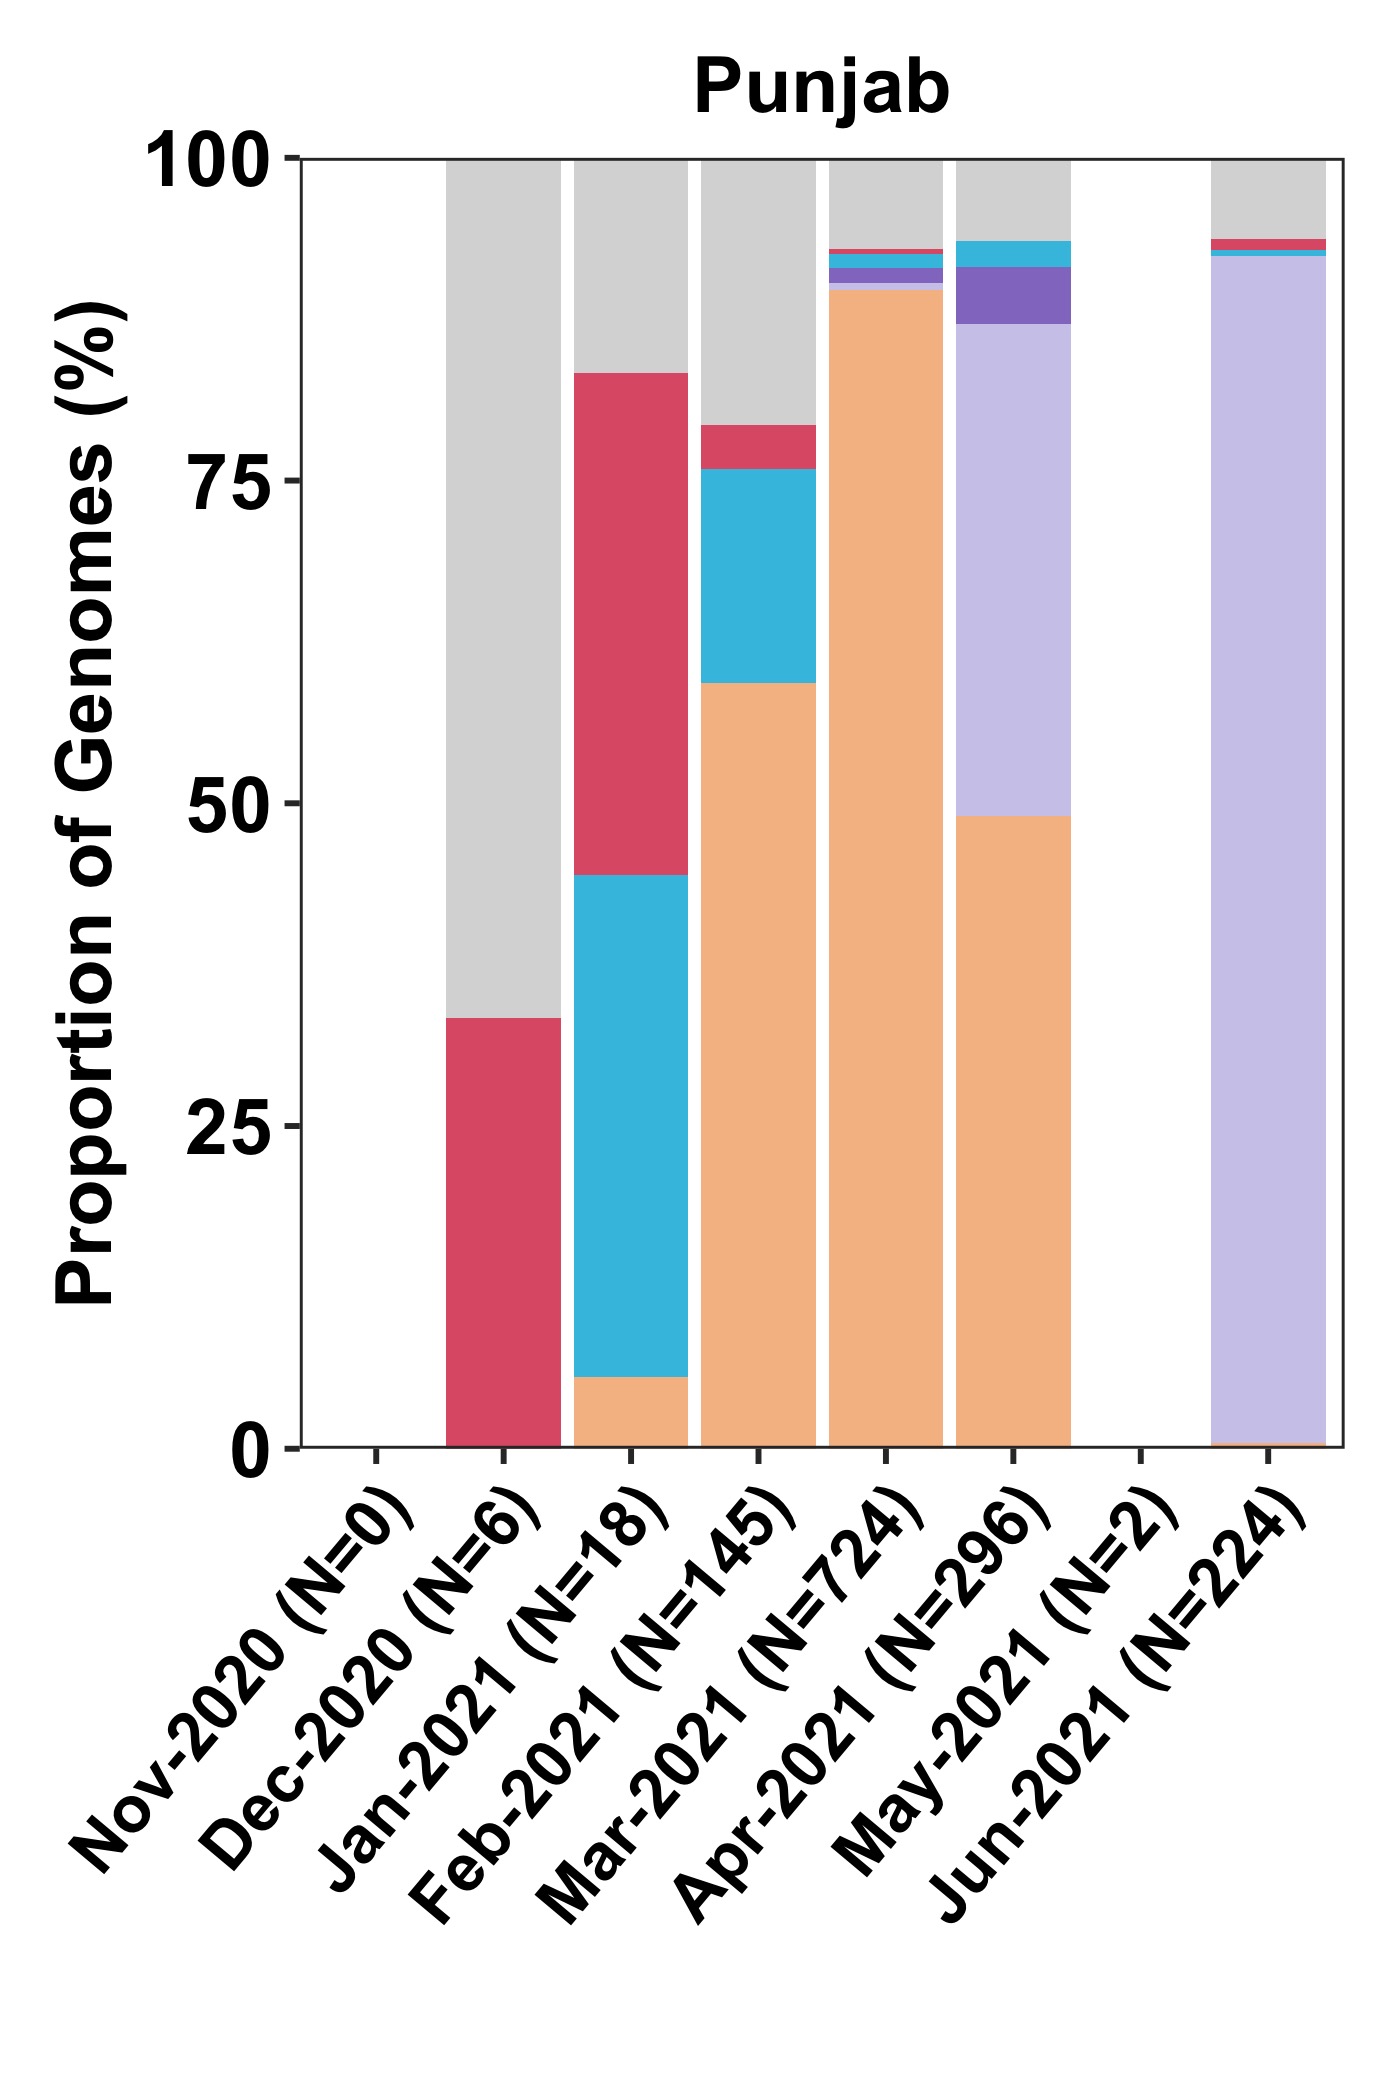 Punjab
Proportion of Genomes (%)
100
75
50
25
0
Nov-2020 (N=0)
Dec-2020 (N=6)
Jan-2021 (N=18)
Feb-2021 (N=145)
Mar-2021 (N=724)
Apr-2021 (N=296)
May-2021 (N=2)
Jun-2021 (N=224)